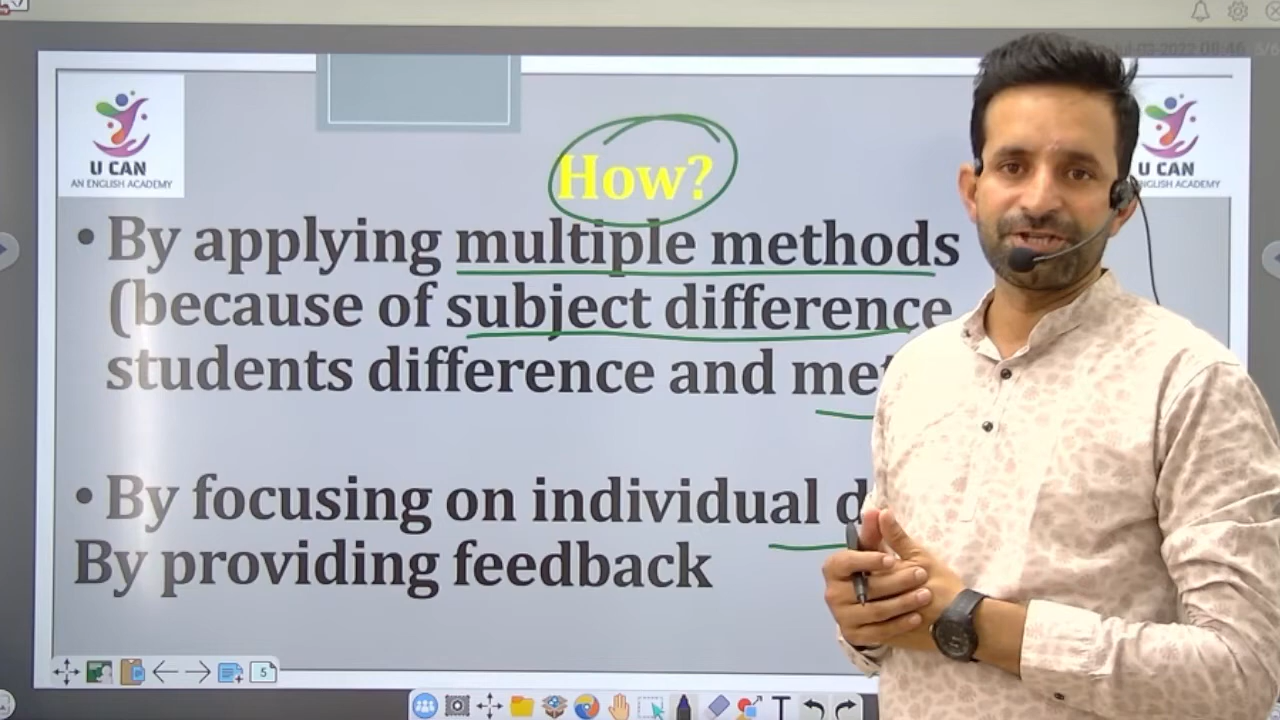 U CAN
AN ENGLISH ACADEMY
U CAN
ENGLISH ACADEMY
How?
• By applying multiple methods
(because of subject difference
students difference and
• By focusing on individual
By providing feedback
5
T